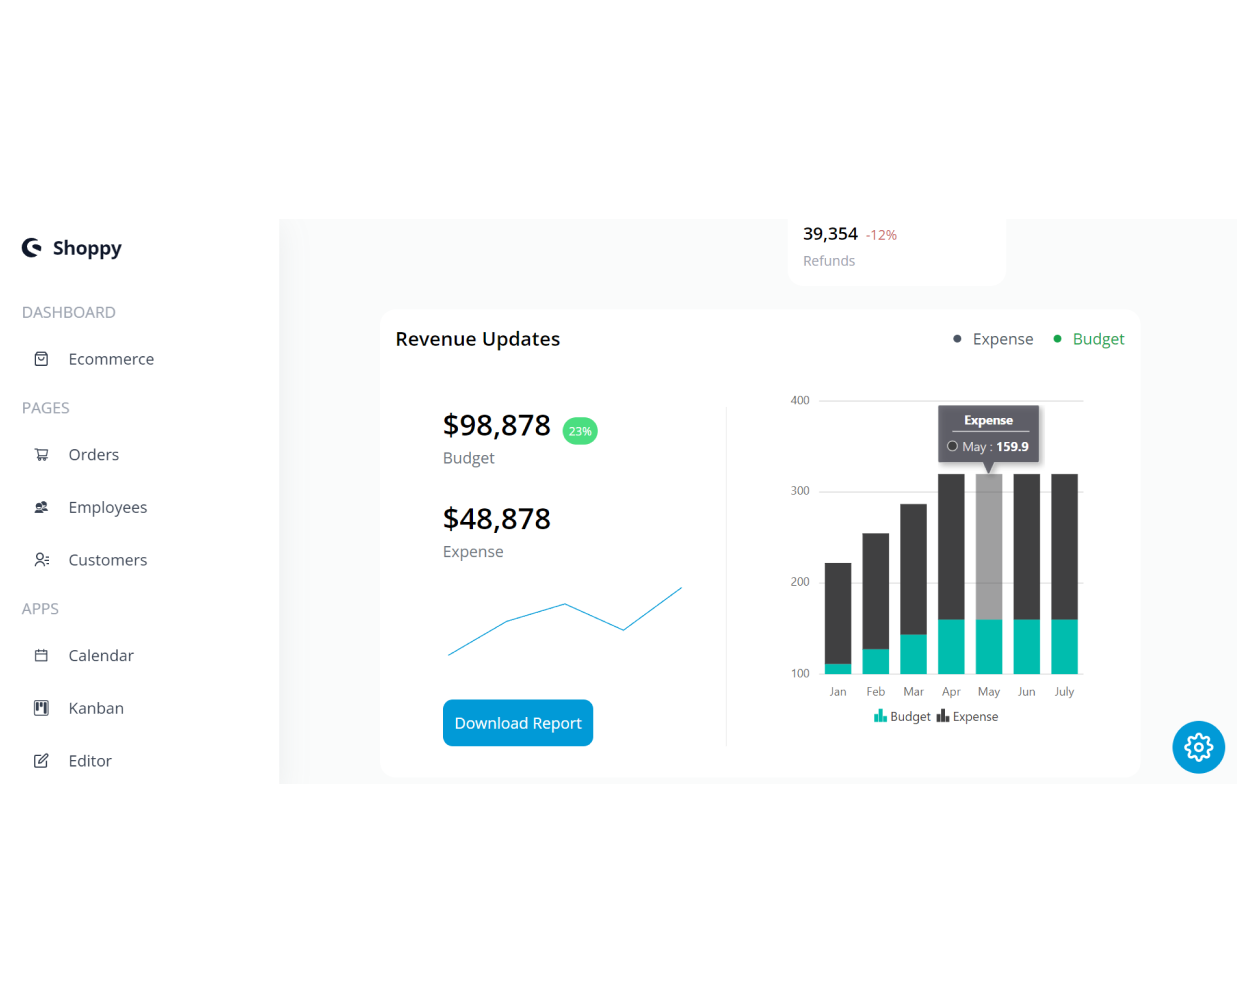 Shoppy
DASHBOARD
Ecommerce
PAGES
Orders
Employees
Customers
APPS
Calendar
Kanban
Editor
39,354 -12%
Refunds
Revenue Updates
Expense Budget
$98,878 23%
Budget
$48,878
Expense
Download Report
400
300
200
100
Expense
May : 159.9
Jan Feb Mar Apr May Jun July
Budget Expense